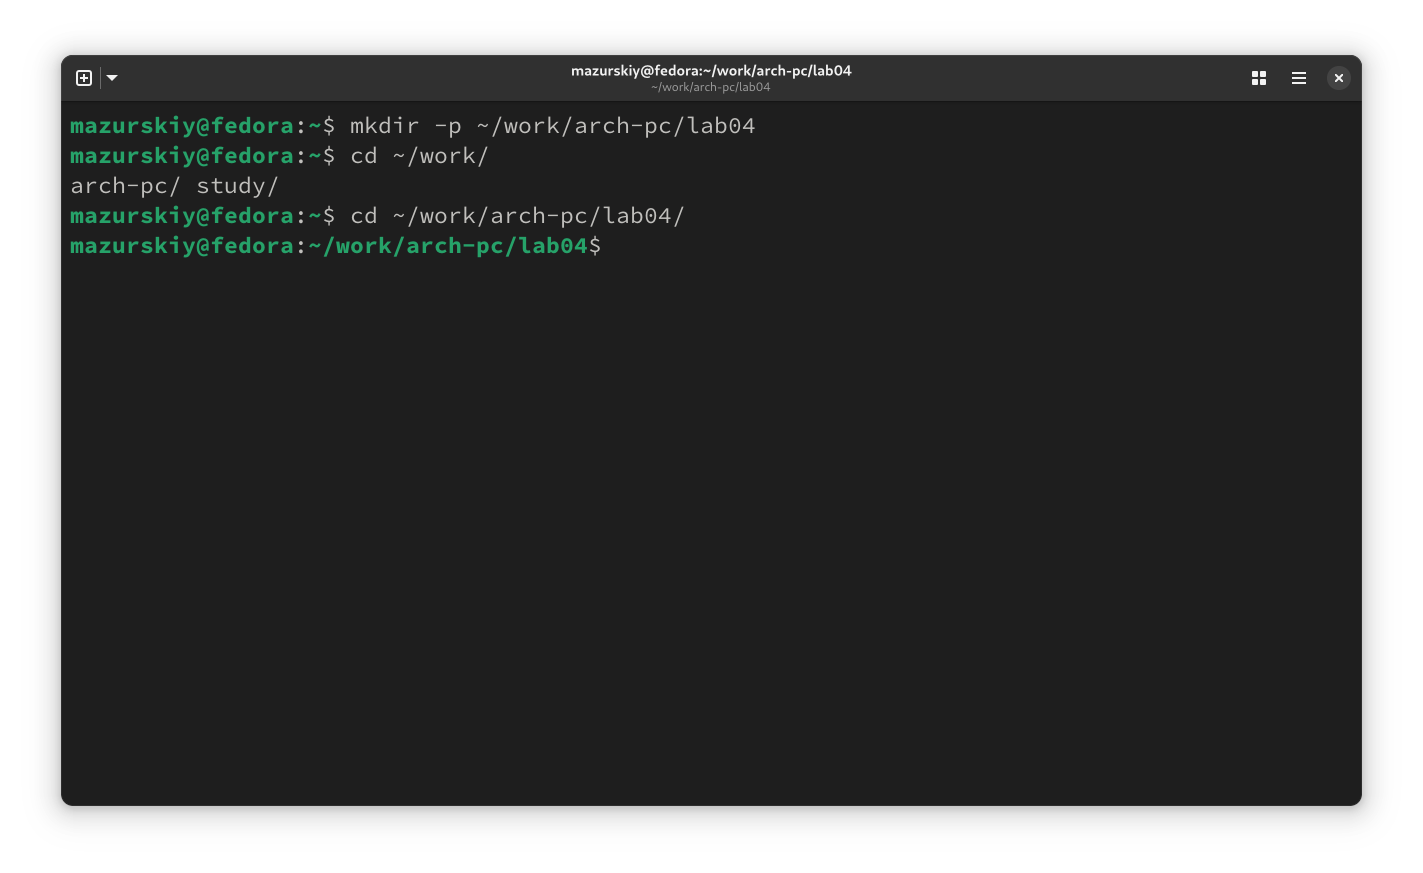 mazurskiy@fedora:~/work/arch-pc/lab04
~/work/arch-pc/lab04
mazurskiy@fedora:~$ mkdir -p ~/work/arch-pc/lab04
mazurskiy@fedora:~$ cd ~/work/
arch-pc/ study/
mazurskiy@fedora:~$ cd ~/work/arch-pc/lab04/
mazurskiy@fedora:~/work/arch-pc/lab04$